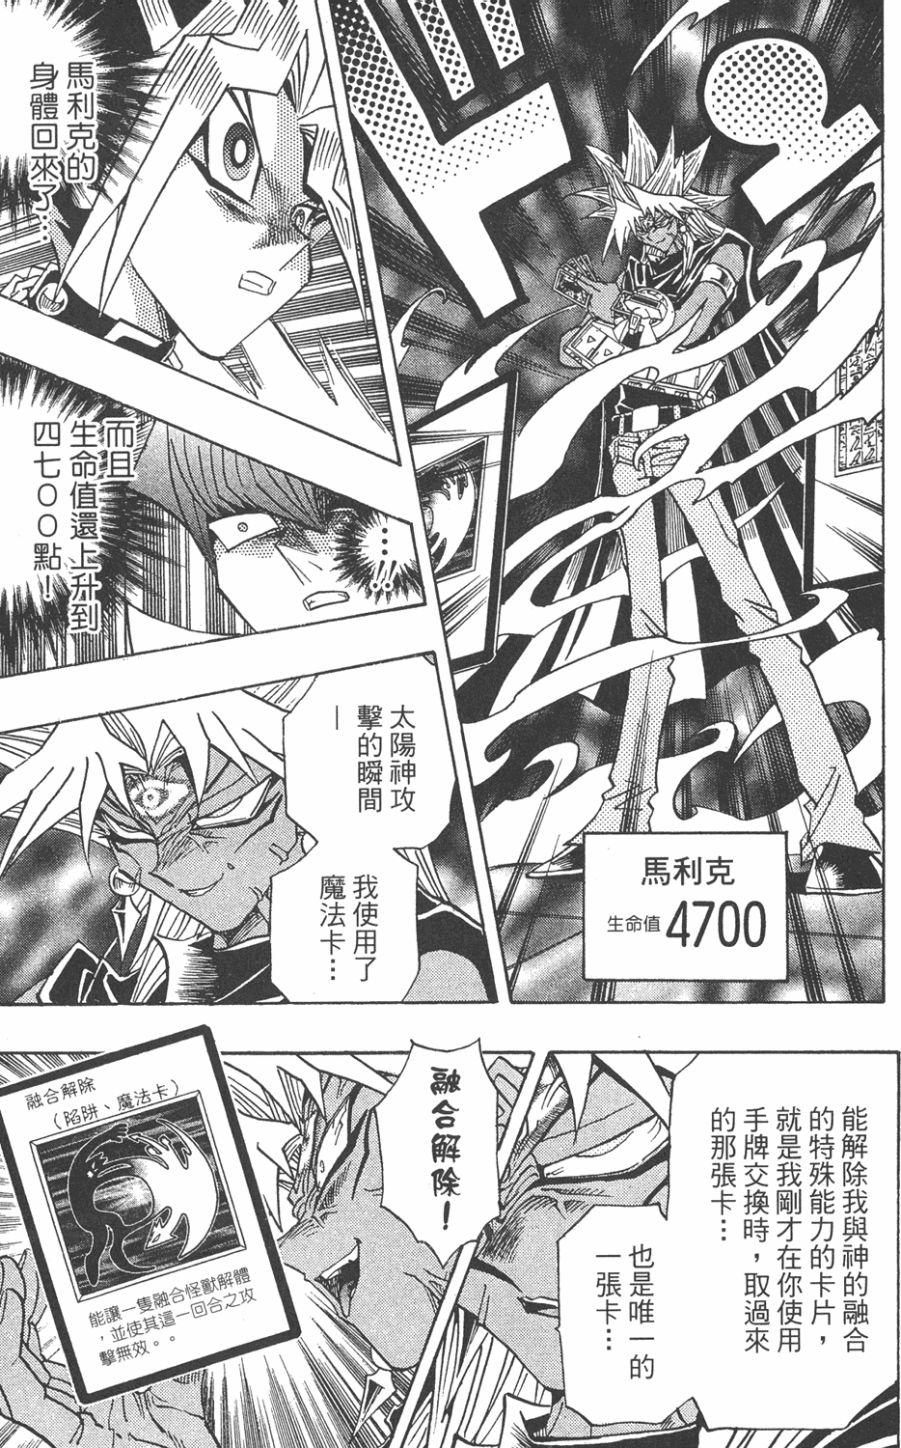 ドン
馬利克
生命值 4700
馬利克的
身體回來了…
…
而且
生命值還上升到
四七○○點！
太陽神攻
擊的瞬間
—
我使用了
魔法卡…
能解除我與神的融合
的特殊能力的卡片，
就是我剛才在你使用
手牌交換時，取過來
的那張卡…
也是唯一的
一張卡…
融合解除！
融合解除
（陷阱、魔法卡）
能讓一隻融合怪獸解體
，並使其這一回合之攻
擊無效。。